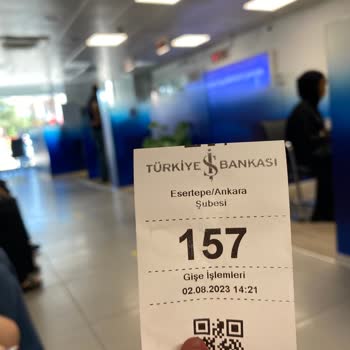 TÜRKİYE İŞ BANKASI
Esertepe/Ankara
Şubesi
157
Gişe İşlemleri
02.08.2023 14:21